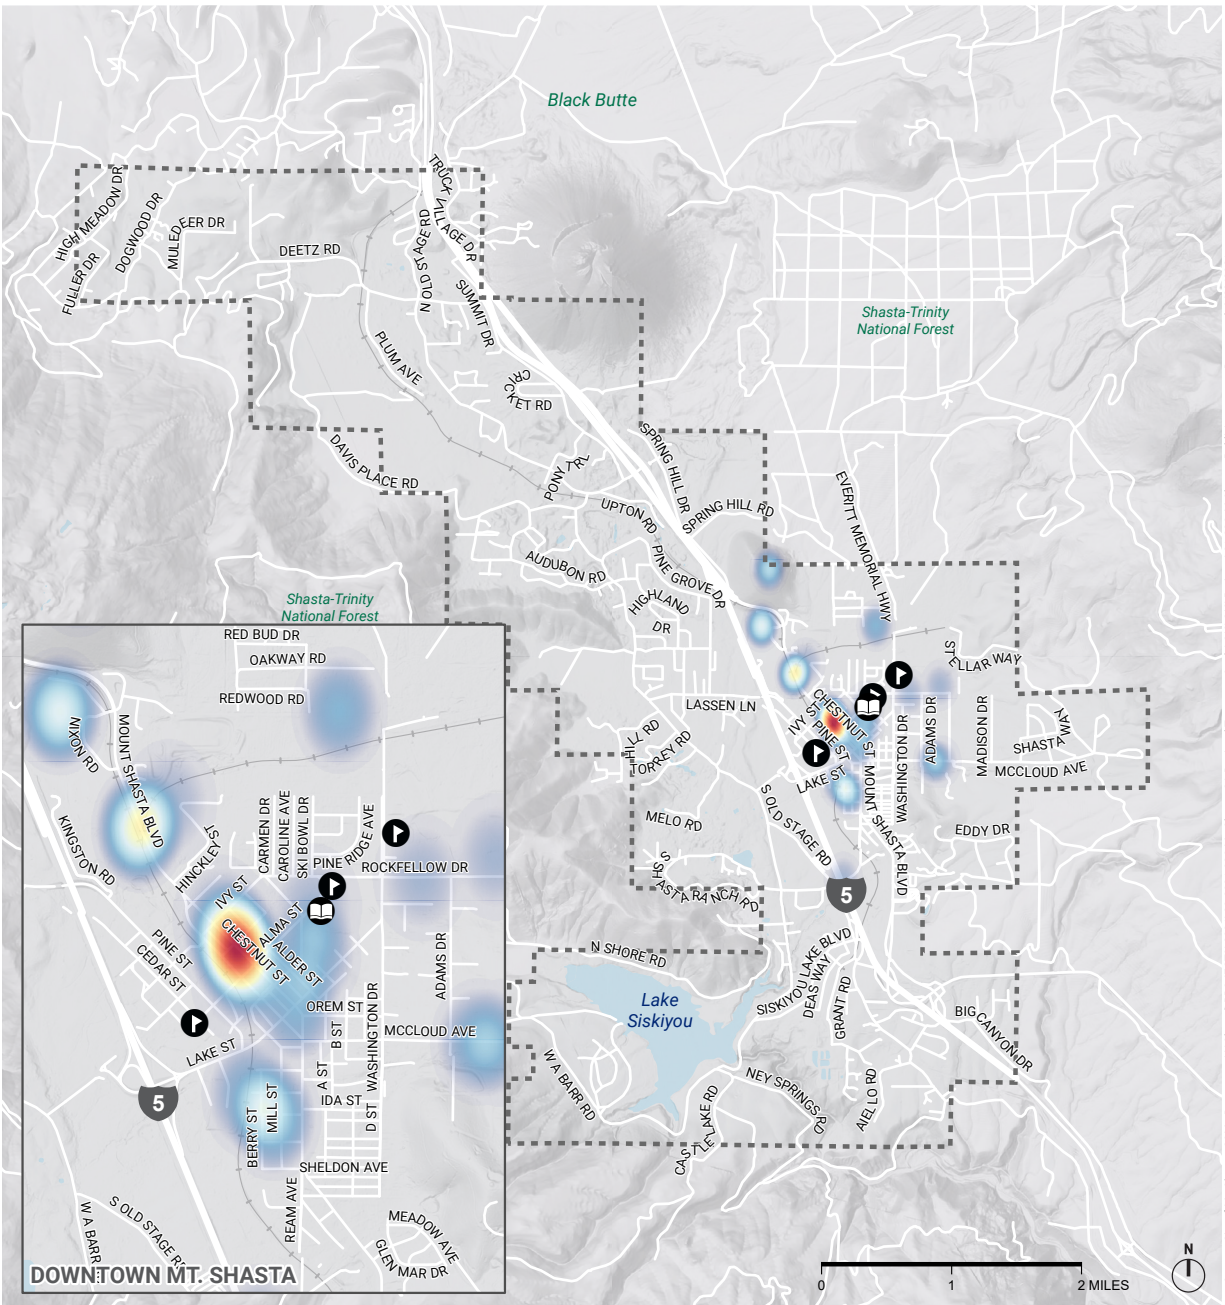 Black Butte
TRUCK VILLAGE DR
HIGH MEADOW DR
DOGWOOD DR
MULEDEER DR
FULLER DR
DEETZ RD
N OLD STAGE RD
SUMMIT DR
Shasta-Trinity
National Forest
PLUM AVE
CRICKET RD
DAVIS PLACE RD
PONY TRL
SPRING HILL DR
SPRING HILL RD
UPTON RD
EVERITT MEMORIAL HWY
AUDUBON RD
PINE GROVE DR
HIGHLAND
DR
Shasta-Trinity
National Forest
STELLAR WAY
LASSEN LN
CHESTNUT ST
IVY ST
PINE ST
LAKE ST
HILL RD
TORREY RD
WASHINGTON DR
ADAMS DR
MADISON DR
SHASTA WAY
MCCLOUD AVE
MOUNT SHASTA BLVD
S OLD STAGE RD
MELO RD
EDDY DR
SHASTA RANCH RD
5
N SHORE RD
SISKIYOU LAKE BLVD
DEAS WAY
GRANT RD
Lake
Siskiyou
BIG CANYON DR
W A BARR RD
NEY SPRINGS RD
AIELLO RD
CASTLE LAKE RD
RED BUD DR
OAKWAY RD
REDWOOD RD
NIXON RD
MOUNT SHASTA BLVD
KINGSTON RD
HINCKLEY ST
CARMEN DR
CAROLINE AVE
SKI BOWL DR
PINE RIDGE AVE
ROCKFELLOW DR
IVY ST
ALMA ST
CHESTNUT ST
ALDER ST
PINE ST
CEDAR ST
ADAMS DR
OREM ST
B ST
WASHINGTON DR
MCCLOUD AVE
LAKE ST
A ST
IDA ST
D ST
5
MILL ST
BERRY ST
SHELDON AVE
REAM AVE
MEADOW AVE
GLEN MAR DR
S OLD STAGE RD
W A BARR
DOWNTOWN MT. SHASTA
N
0 1 2 MILES